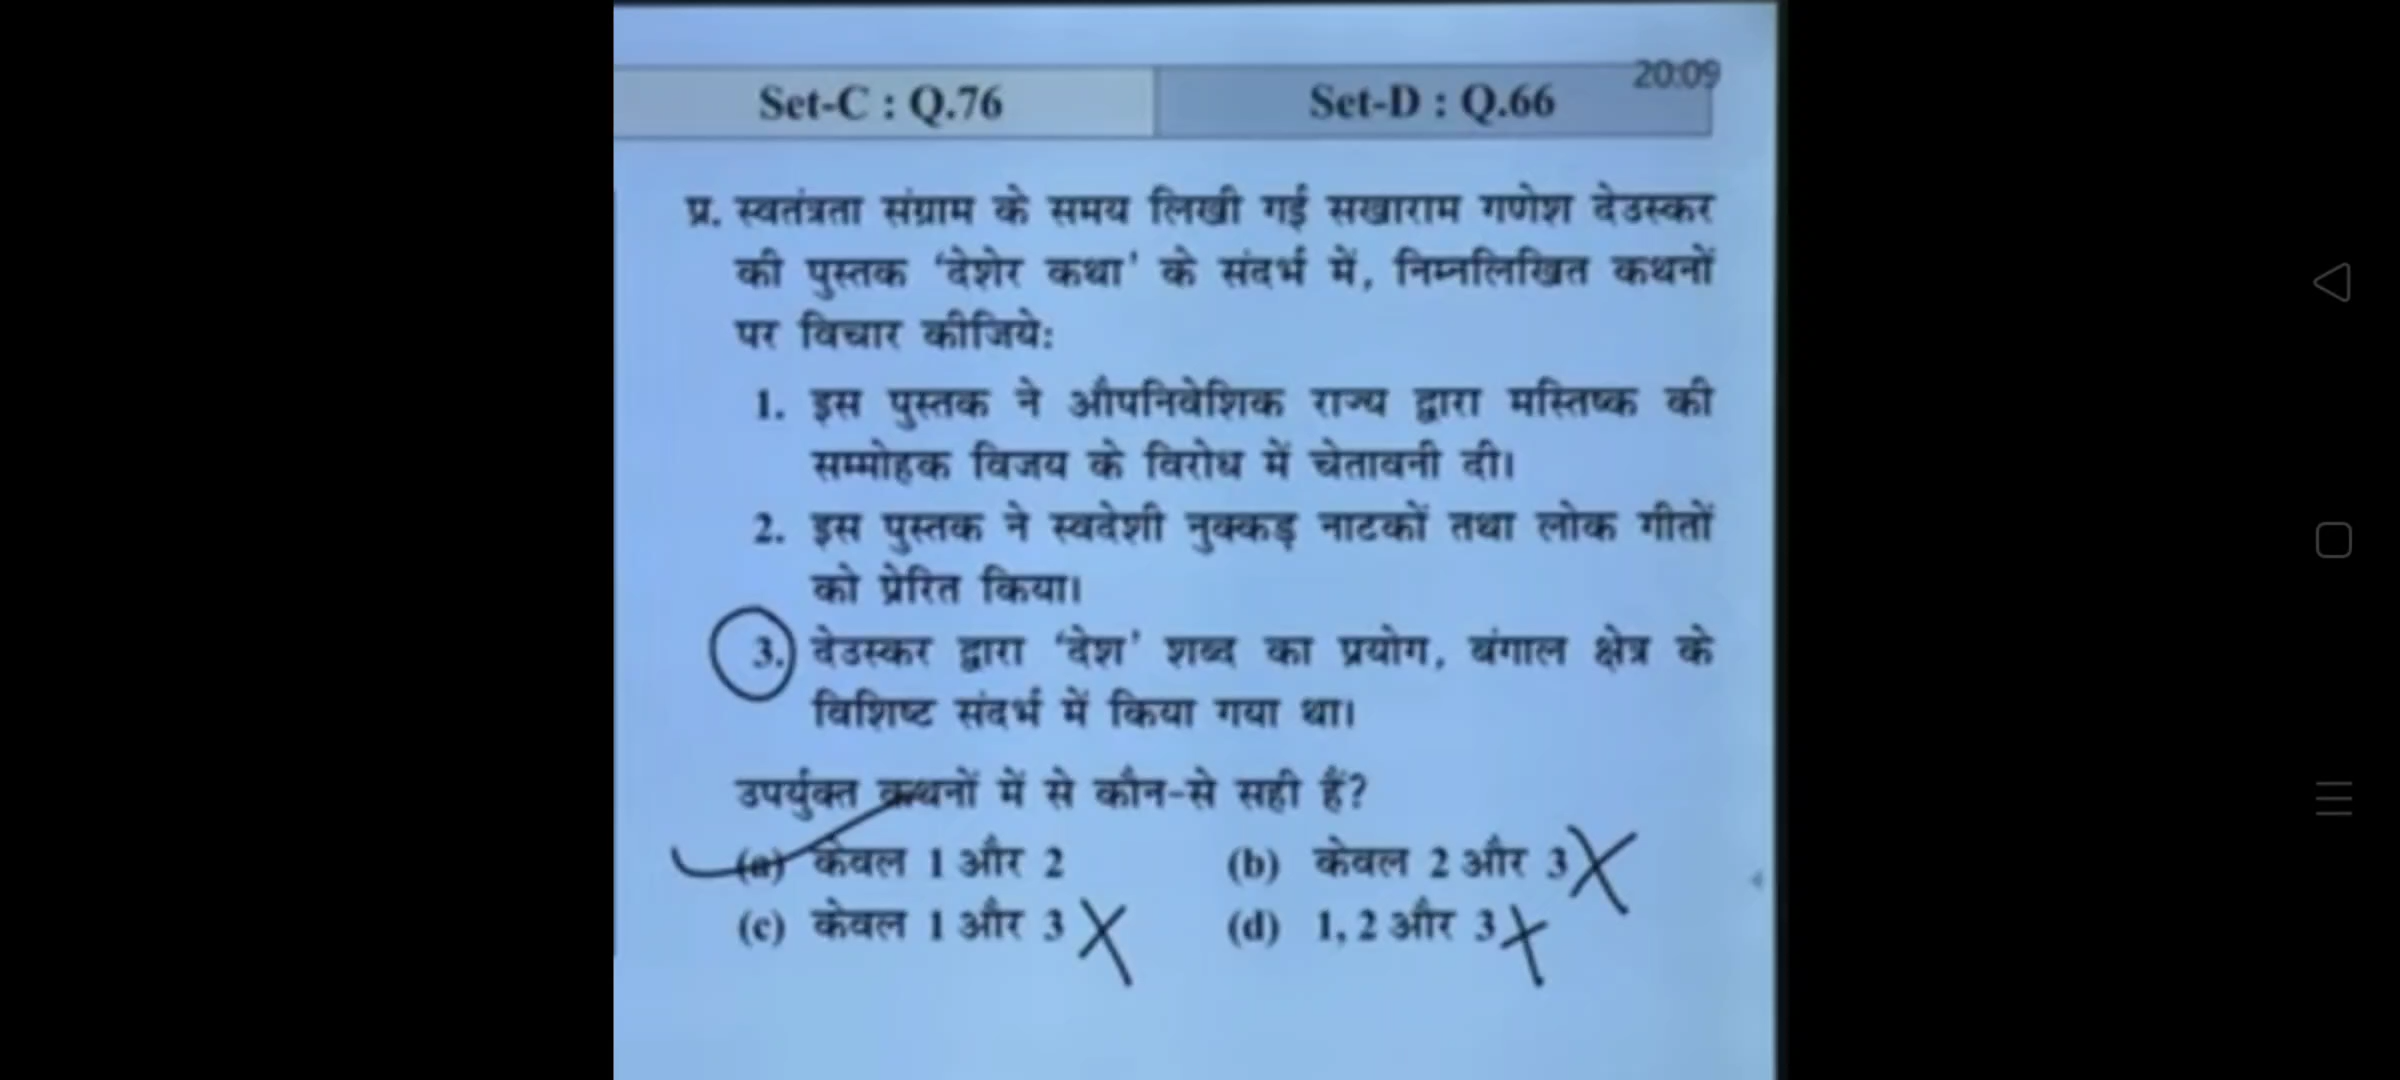 20:09
Set-C : Q.76
Set-D : Q.66
प्र. स्वतंत्रता संग्राम के समय लिखी गई सखाराम गणेश देउस्कर
की पुस्तक ‘देशेर कथा’ के संदर्भ में, निम्नलिखित कथनों
पर विचार कीजिये:
1. इस पुस्तक ने औपनिवेशिक राज्य द्वारा मस्तिष्क की
सम्मोहक विजय के विरोध में चेतावनी दी।
2. इस पुस्तक ने स्वदेशी नुक्कड़ नाटकों तथा लोक गीतों
को प्रेरित किया।
3. देउस्कर द्वारा ‘देश’ शब्द का प्रयोग, बंगाल क्षेत्र के
विशिष्ट संदर्भ में किया गया था।
उपर्युक्त कथनों में से कौन-से सही हैं?
(a) केवल 1 और 2 (b) केवल 2 और 3
(c) केवल 1 और 3 (d) 1, 2 और 3